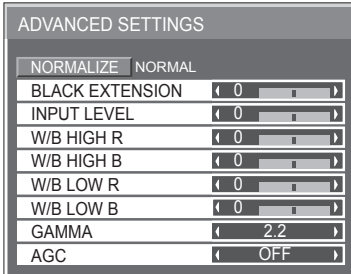 ADVANCED SETTINGS
NORMALIZE NORMAL
BLACK EXTENSION 0
INPUT LEVEL 0
W/B HIGH R 0
W/B HIGH B 0
W/B LOW R 0
W/B LOW B 0
GAMMA 2.2
AGC OFF